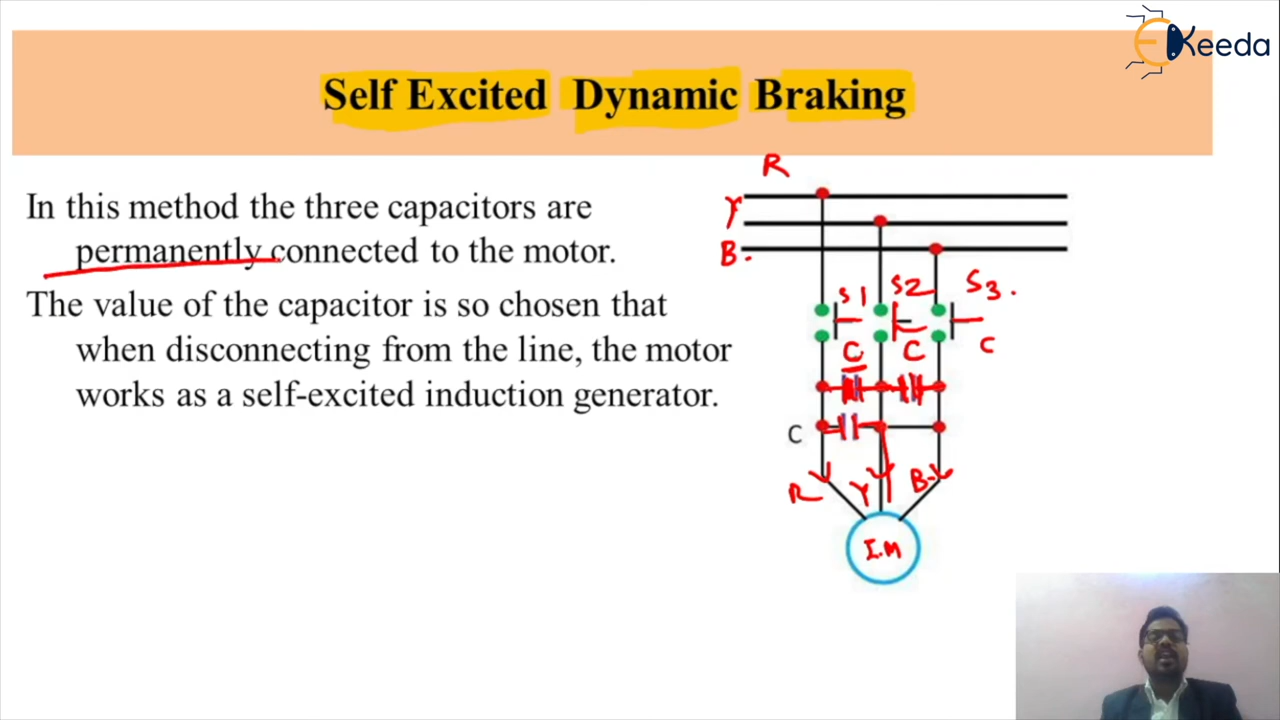 EKeeda
Self Excited Dynamic Braking
In this method the three capacitors are
permanently connected to the motor.
The value of the capacitor is so chosen that
when disconnecting from the line, the motor
works as a self-excited induction generator.
R
Y
B.
S1 S2 S3.
C C C
C
R Y B
I.M